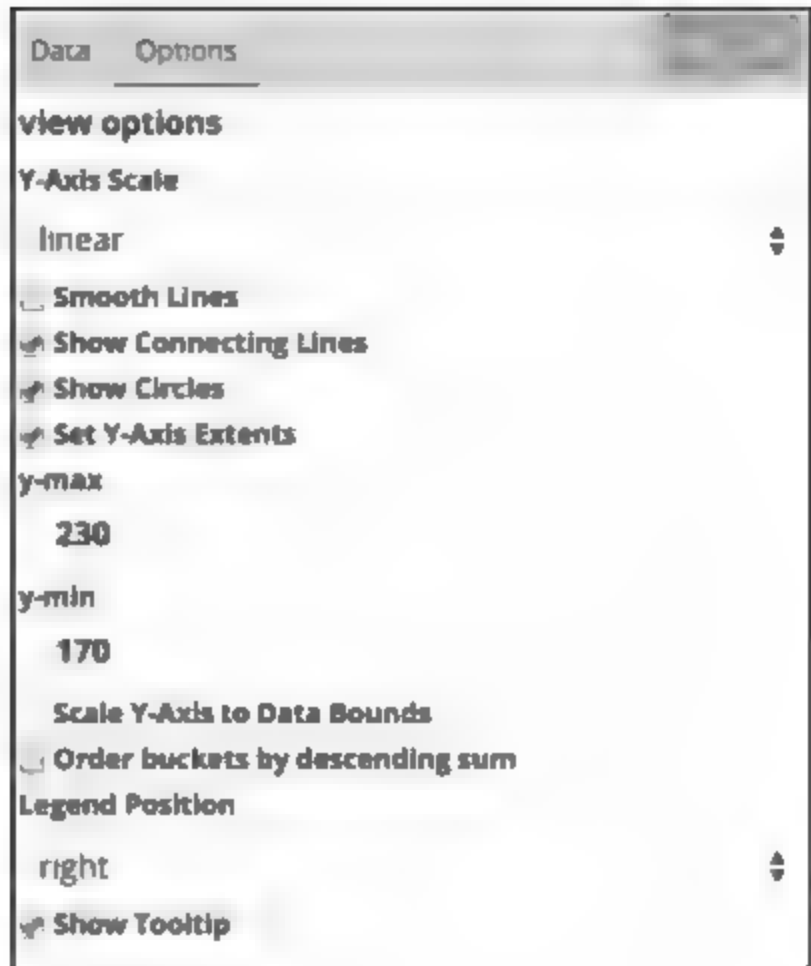 Data Options
view options
Y-Axis Scale
linear
Smooth Lines
Show Connecting Lines
Show Circles
Set Y-Axis Extents
y-max
230
y-min
170
Scale Y-Axis to Data Bounds
Order buckets by descending sum
Legend Position
right
Show Tooltip